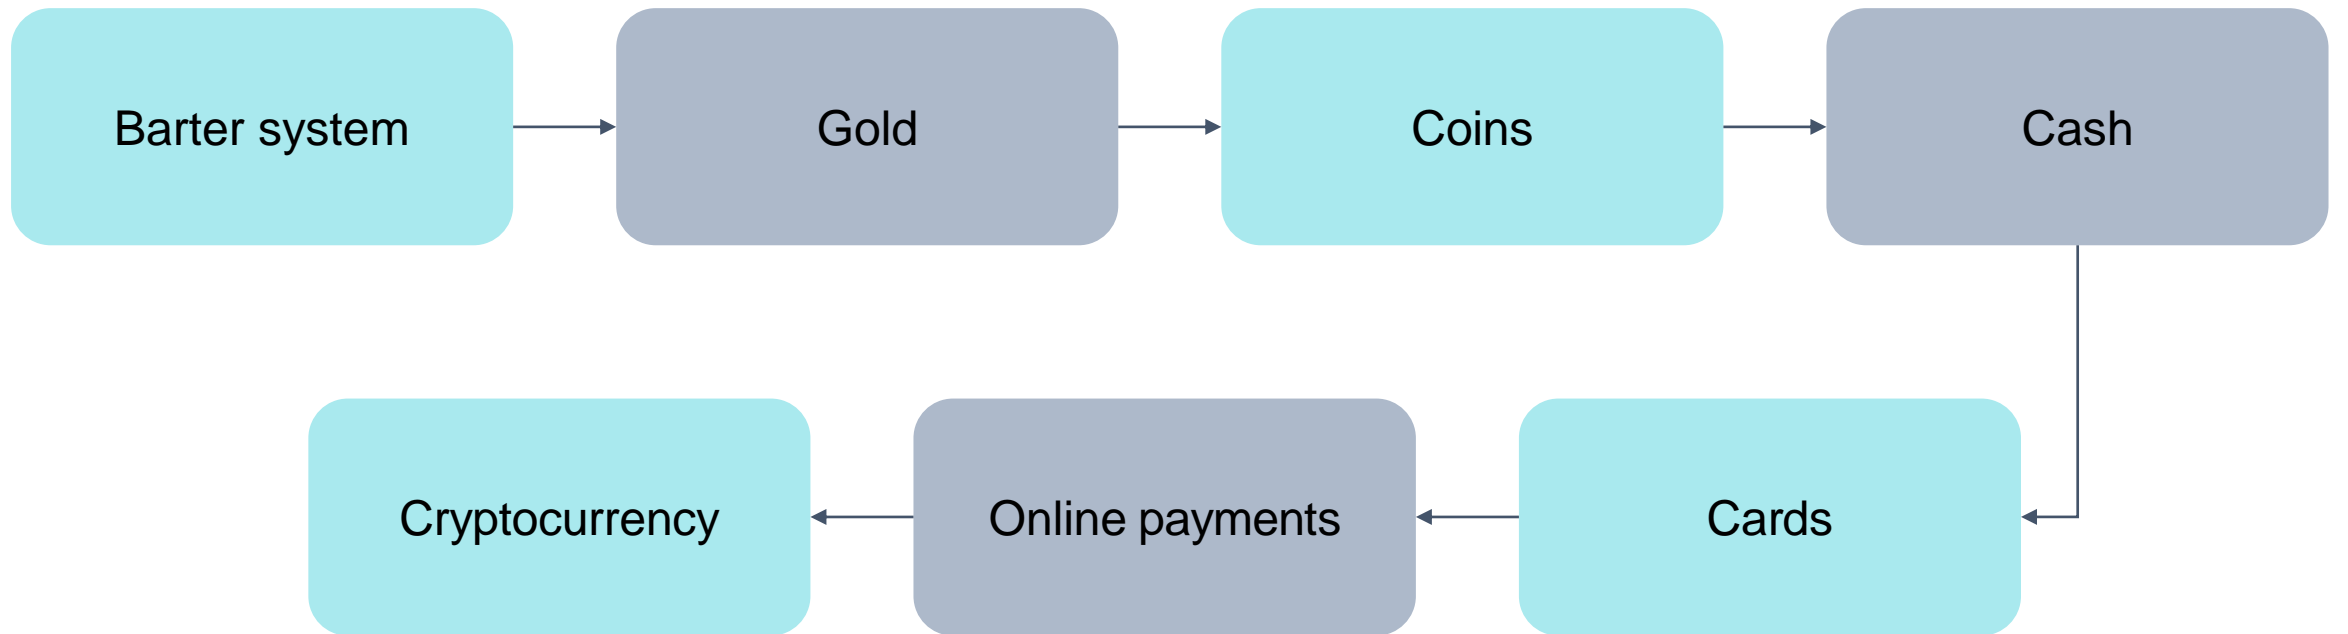 Barter system
Gold
Coins
Cash
Cards
Online payments
Cryptocurrency